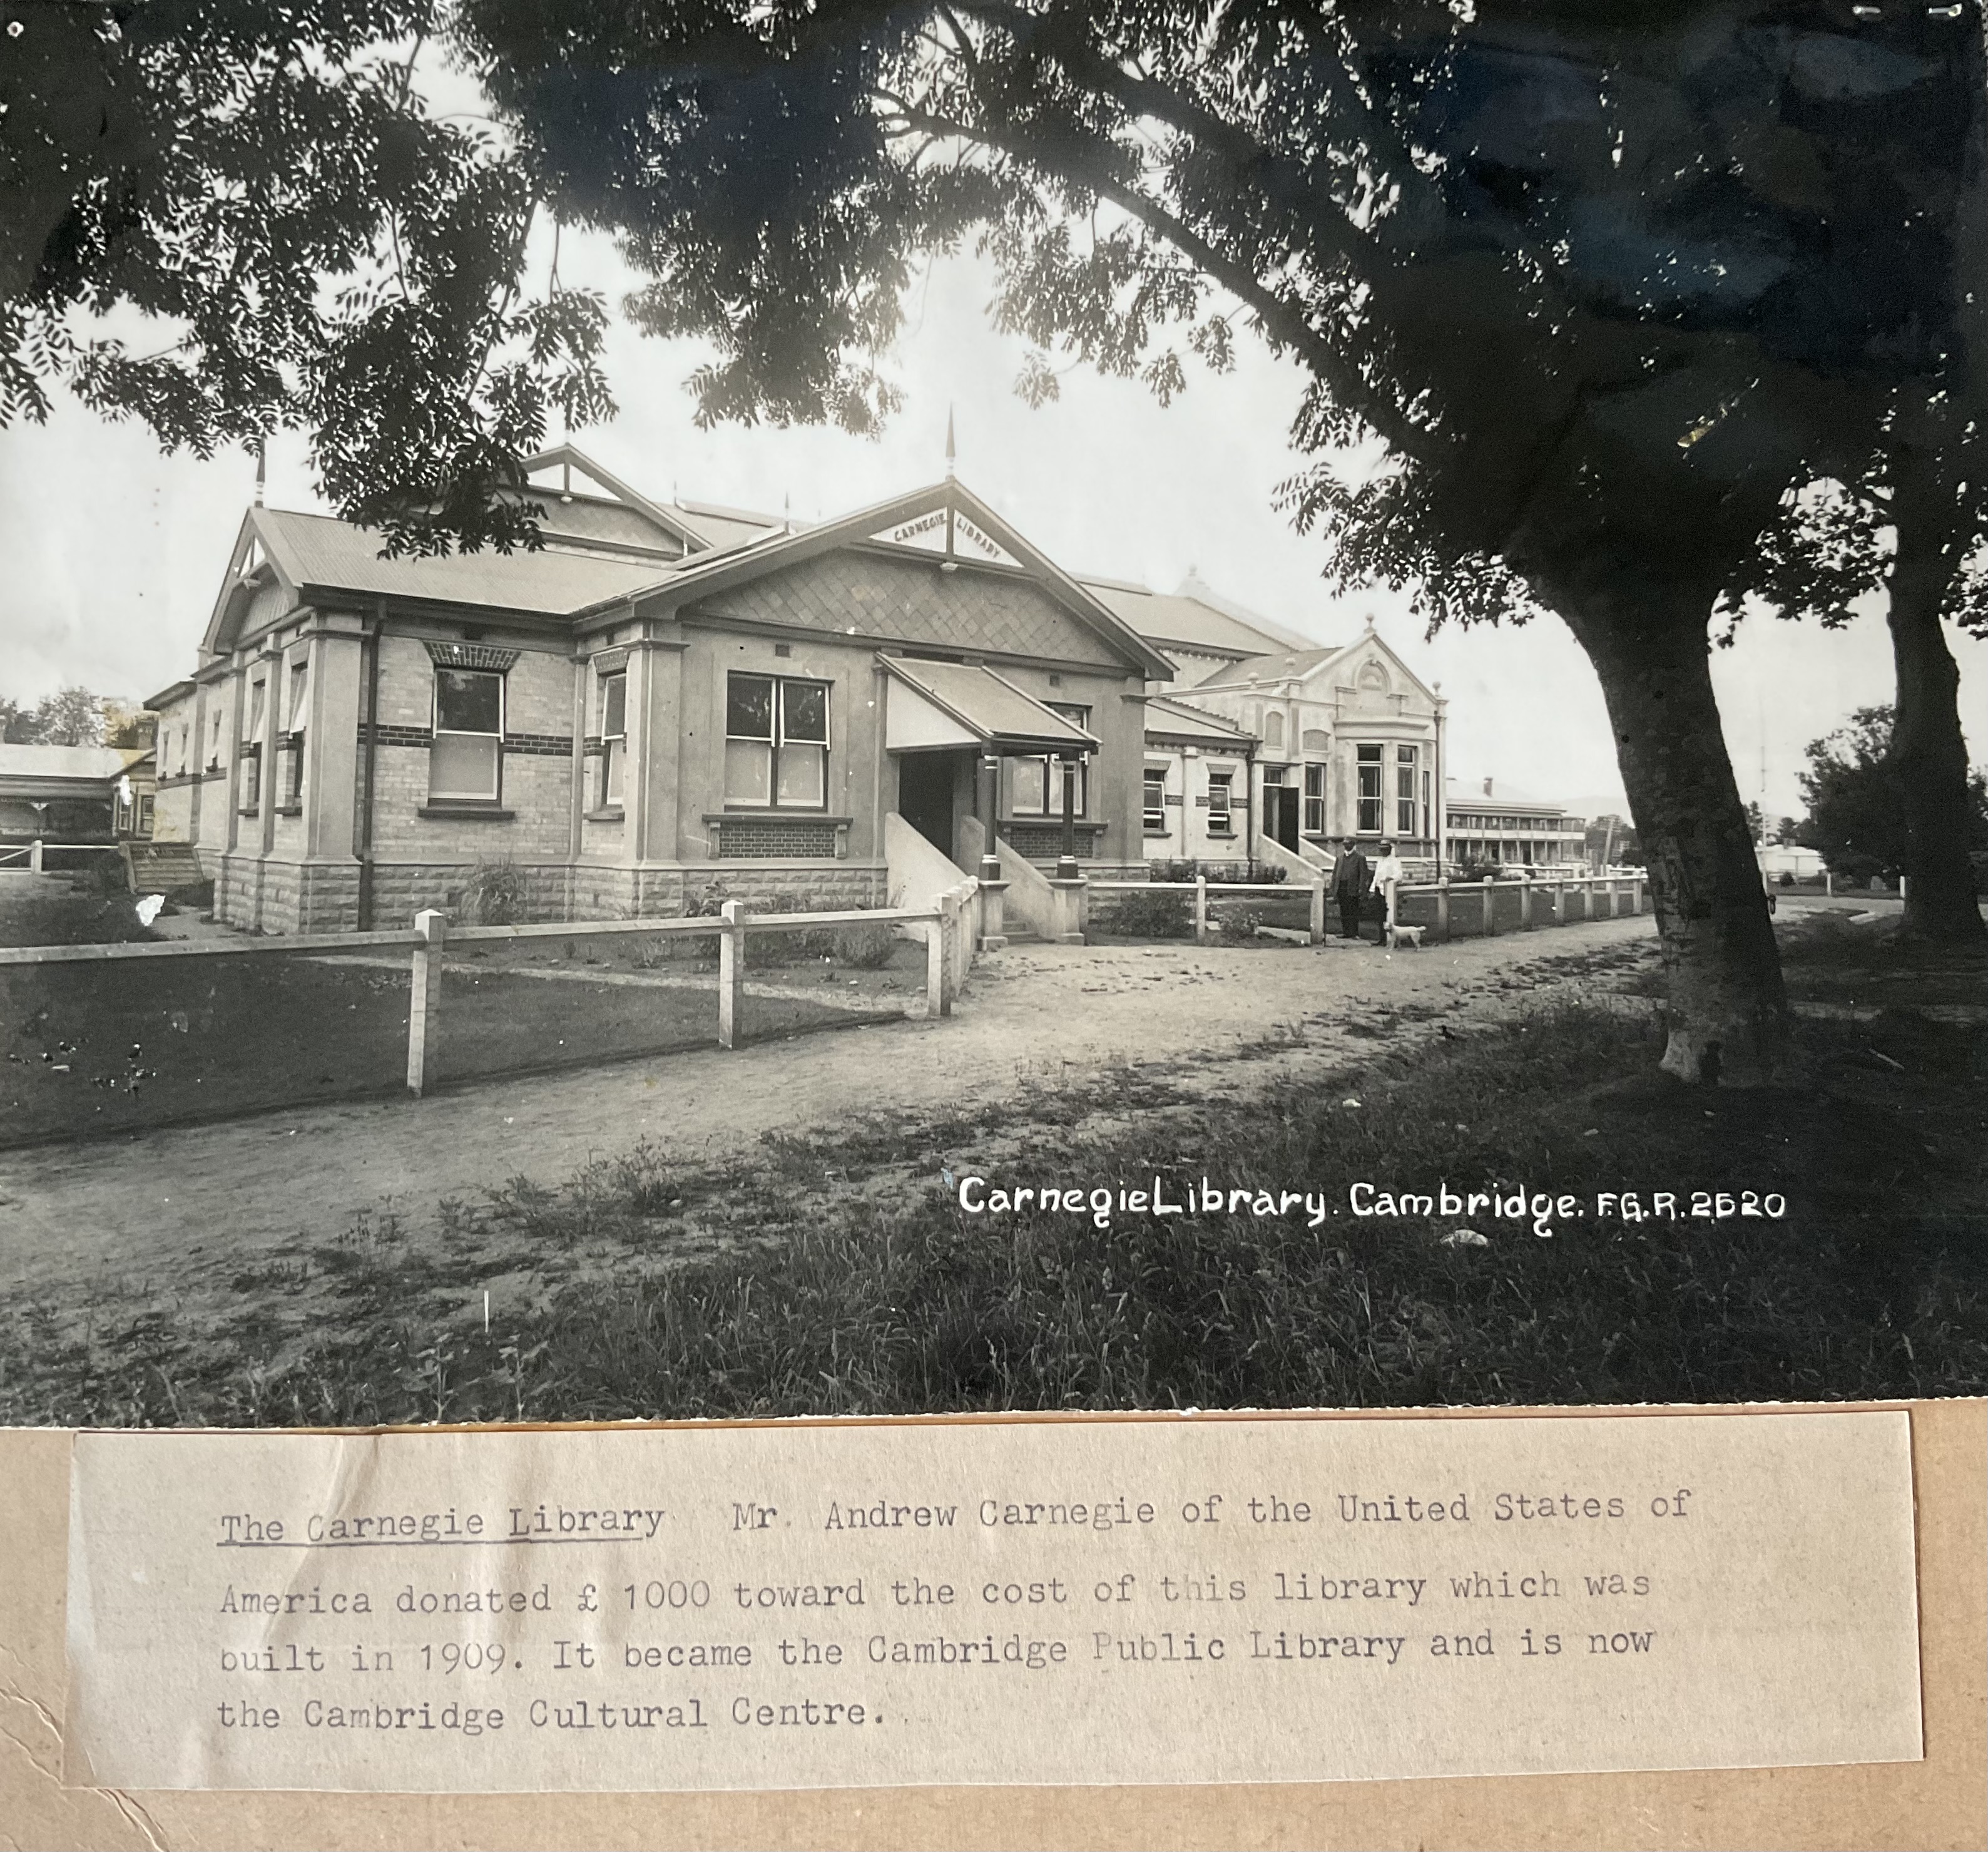 CARNEGIE LIBRARY
Carnegie Library. Cambridge. F.G.R. 2520
The Carnegie Library Mr. Andrew Carnegie of the United States of
America donated £ 1000 toward the cost of this library which was
built in 1909. It became the Cambridge Public Library and is now
the Cambridge Cultural Centre.